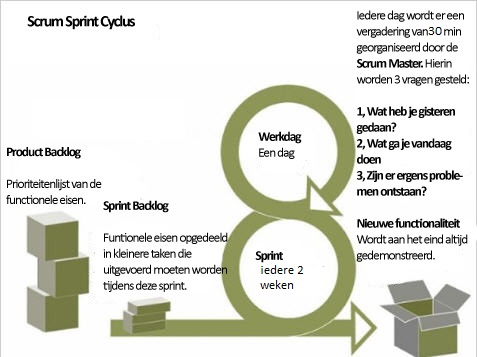 Scrum Sprint Cyclus
Iedere dag wordt er een
vergadering van 30 min
georganiseerd door de
Scrum Master. Hierin
worden 3 vragen gesteld:
1, Wat heb je gisteren
gedaan?
2, Wat ga je vandaag
doen
3, Zijn er ergens proble-
men ontstaan?
Werkdag
Een dag
Product Backlog
Prioriteitenlijst van de
functionele eisen.
Sprint Backlog
Funtionele eisen opgedeeld
in kleinere taken die
uitgevoerd moeten worden
tijdens deze sprint.
Sprint
iedere 2
weken
Nieuwe functionaliteit
Wordt aan het eind altijd
gedemonstreerd.